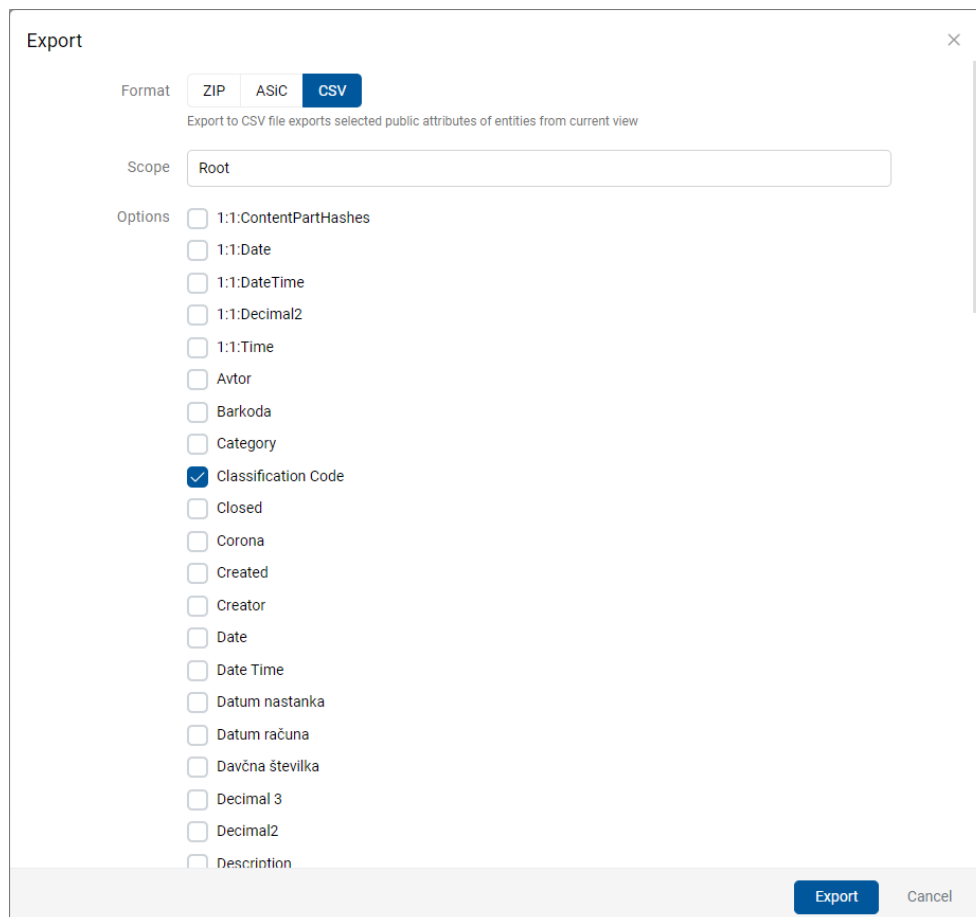 Export
Format ZIP ASiC CSV
Export to CSV file exports selected public attributes of entities from current view
Scope Root
Options 1:1:ContentPartHashes
1:1:Date
1:1:DateTime
1:1:Decimal2
1:1:Time
Avtor
Barkoda
Category
Classification Code
Closed
Corona
Created
Creator
Date
Date Time
Datum nastanka
Datum računa
Davčna številka
Decimal 3
Decimal2
Description
Export Cancel